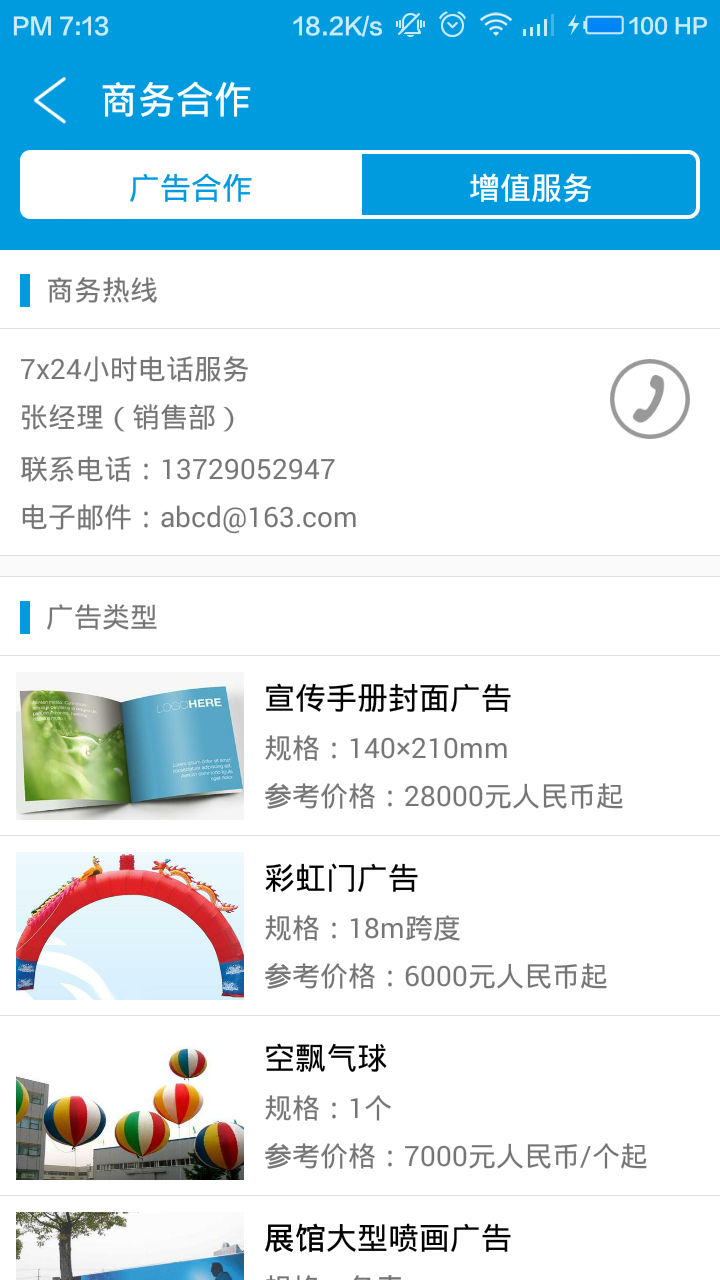 PM 7:13 18.2K/s 100 HP
商务合作
广告合作 增值服务
商务热线
7x24小时电话服务
张经理（销售部）
联系电话：13729052947
电子邮件：abcd@163.com
广告类型
LOGOHERE
宣传手册封面广告
规格：140×210mm
参考价格：28000元人民币起
彩虹门广告
规格：18m跨度
参考价格：6000元人民币起
空飘气球
规格：1个
参考价格：7000元人民币/个起
展馆大型喷画广告